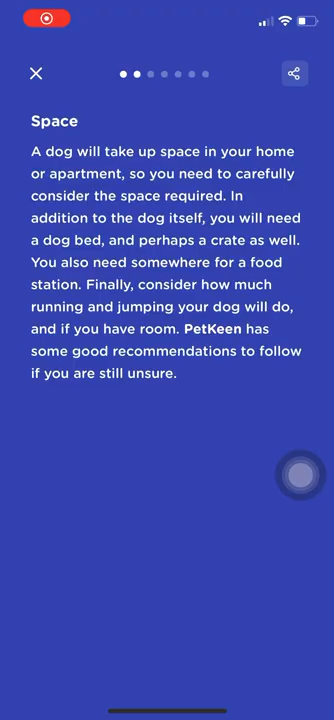 Space
A dog will take up space in your home
or apartment, so you need to carefully
consider the space required. In
addition to the dog itself, you will need
a dog bed, and perhaps a crate as well.
You also need somewhere for a food
station. Finally, consider how much
running and jumping your dog will do,
and if you have room. PetKeen has
some good recommendations to follow
if you are still unsure.